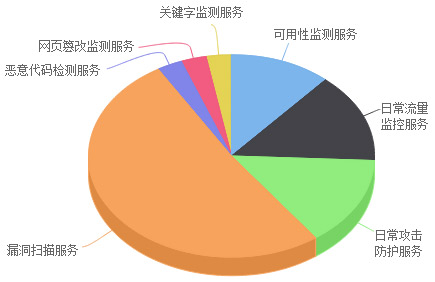 关键字监测服务
可用性监测服务
网页篡改监测服务
恶意代码检测服务
日常流量
监控服务
日常攻击
防护服务
漏洞扫描服务